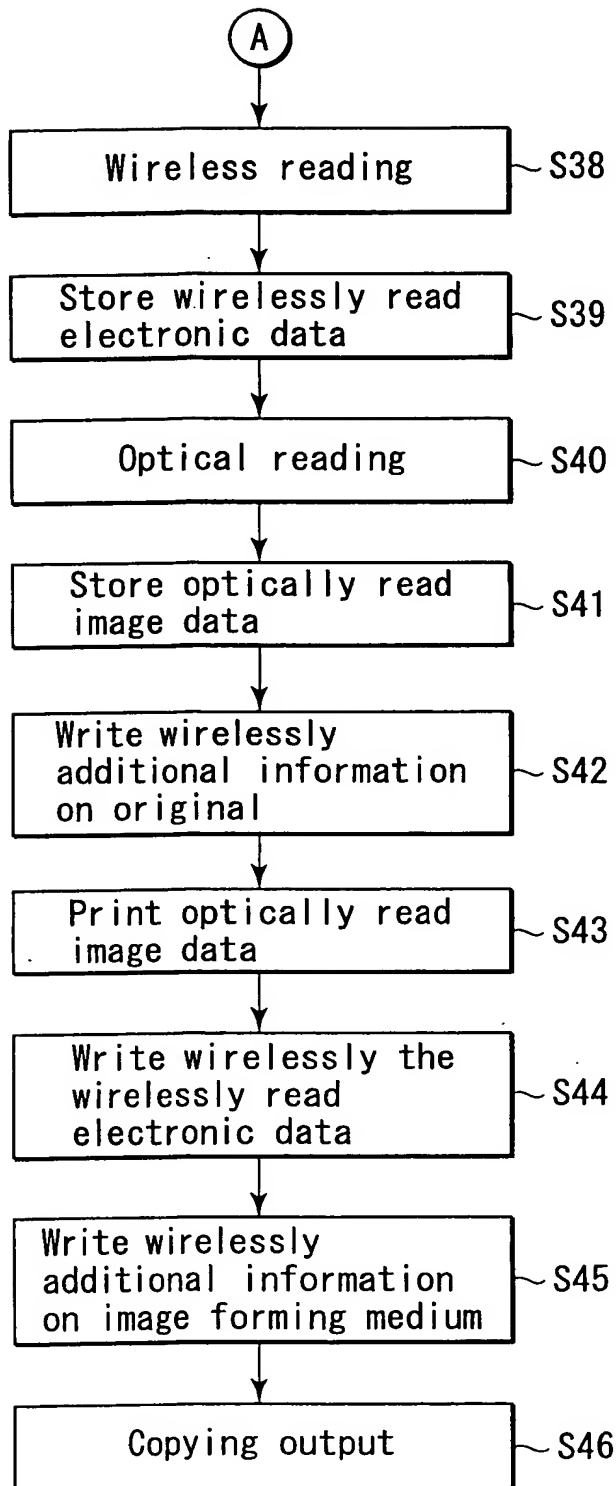 A
Wireless reading
S38
Store wirelessly read
electronic data
S39
Optical reading
S40
Store optically read
image data
S41
Write wirelessly
additional information
on original
S42
Print optically read
image data
S43
Write wirelessly the
wirelessly read
electronic data
S44
Write wirelessly
additional information
on image forming medium
S45
Copying output
S46